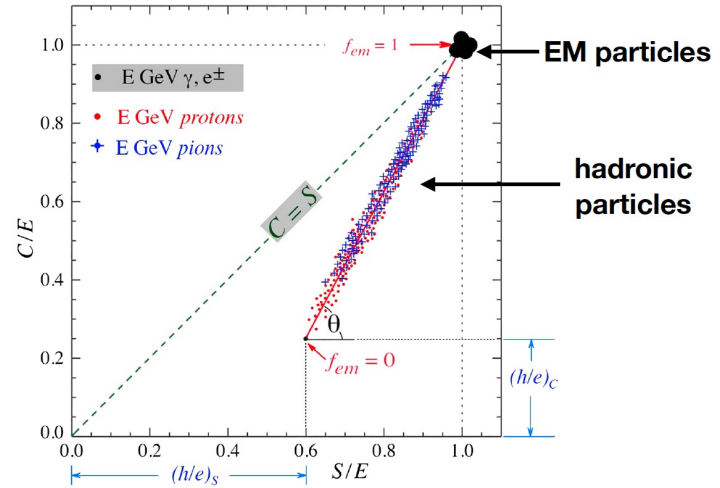 C/E
1.0
0.8
0.6
0.4
0.2
0.0
f_em = 1
EM particles
E GeV γ, e±
E GeV protons
E GeV pions
hadronic
particles
C = S
θ
f_em = 0
(h/e)_C
0.0 0.2 0.4 0.6 0.8 1.0
(h/e)_S
S/E